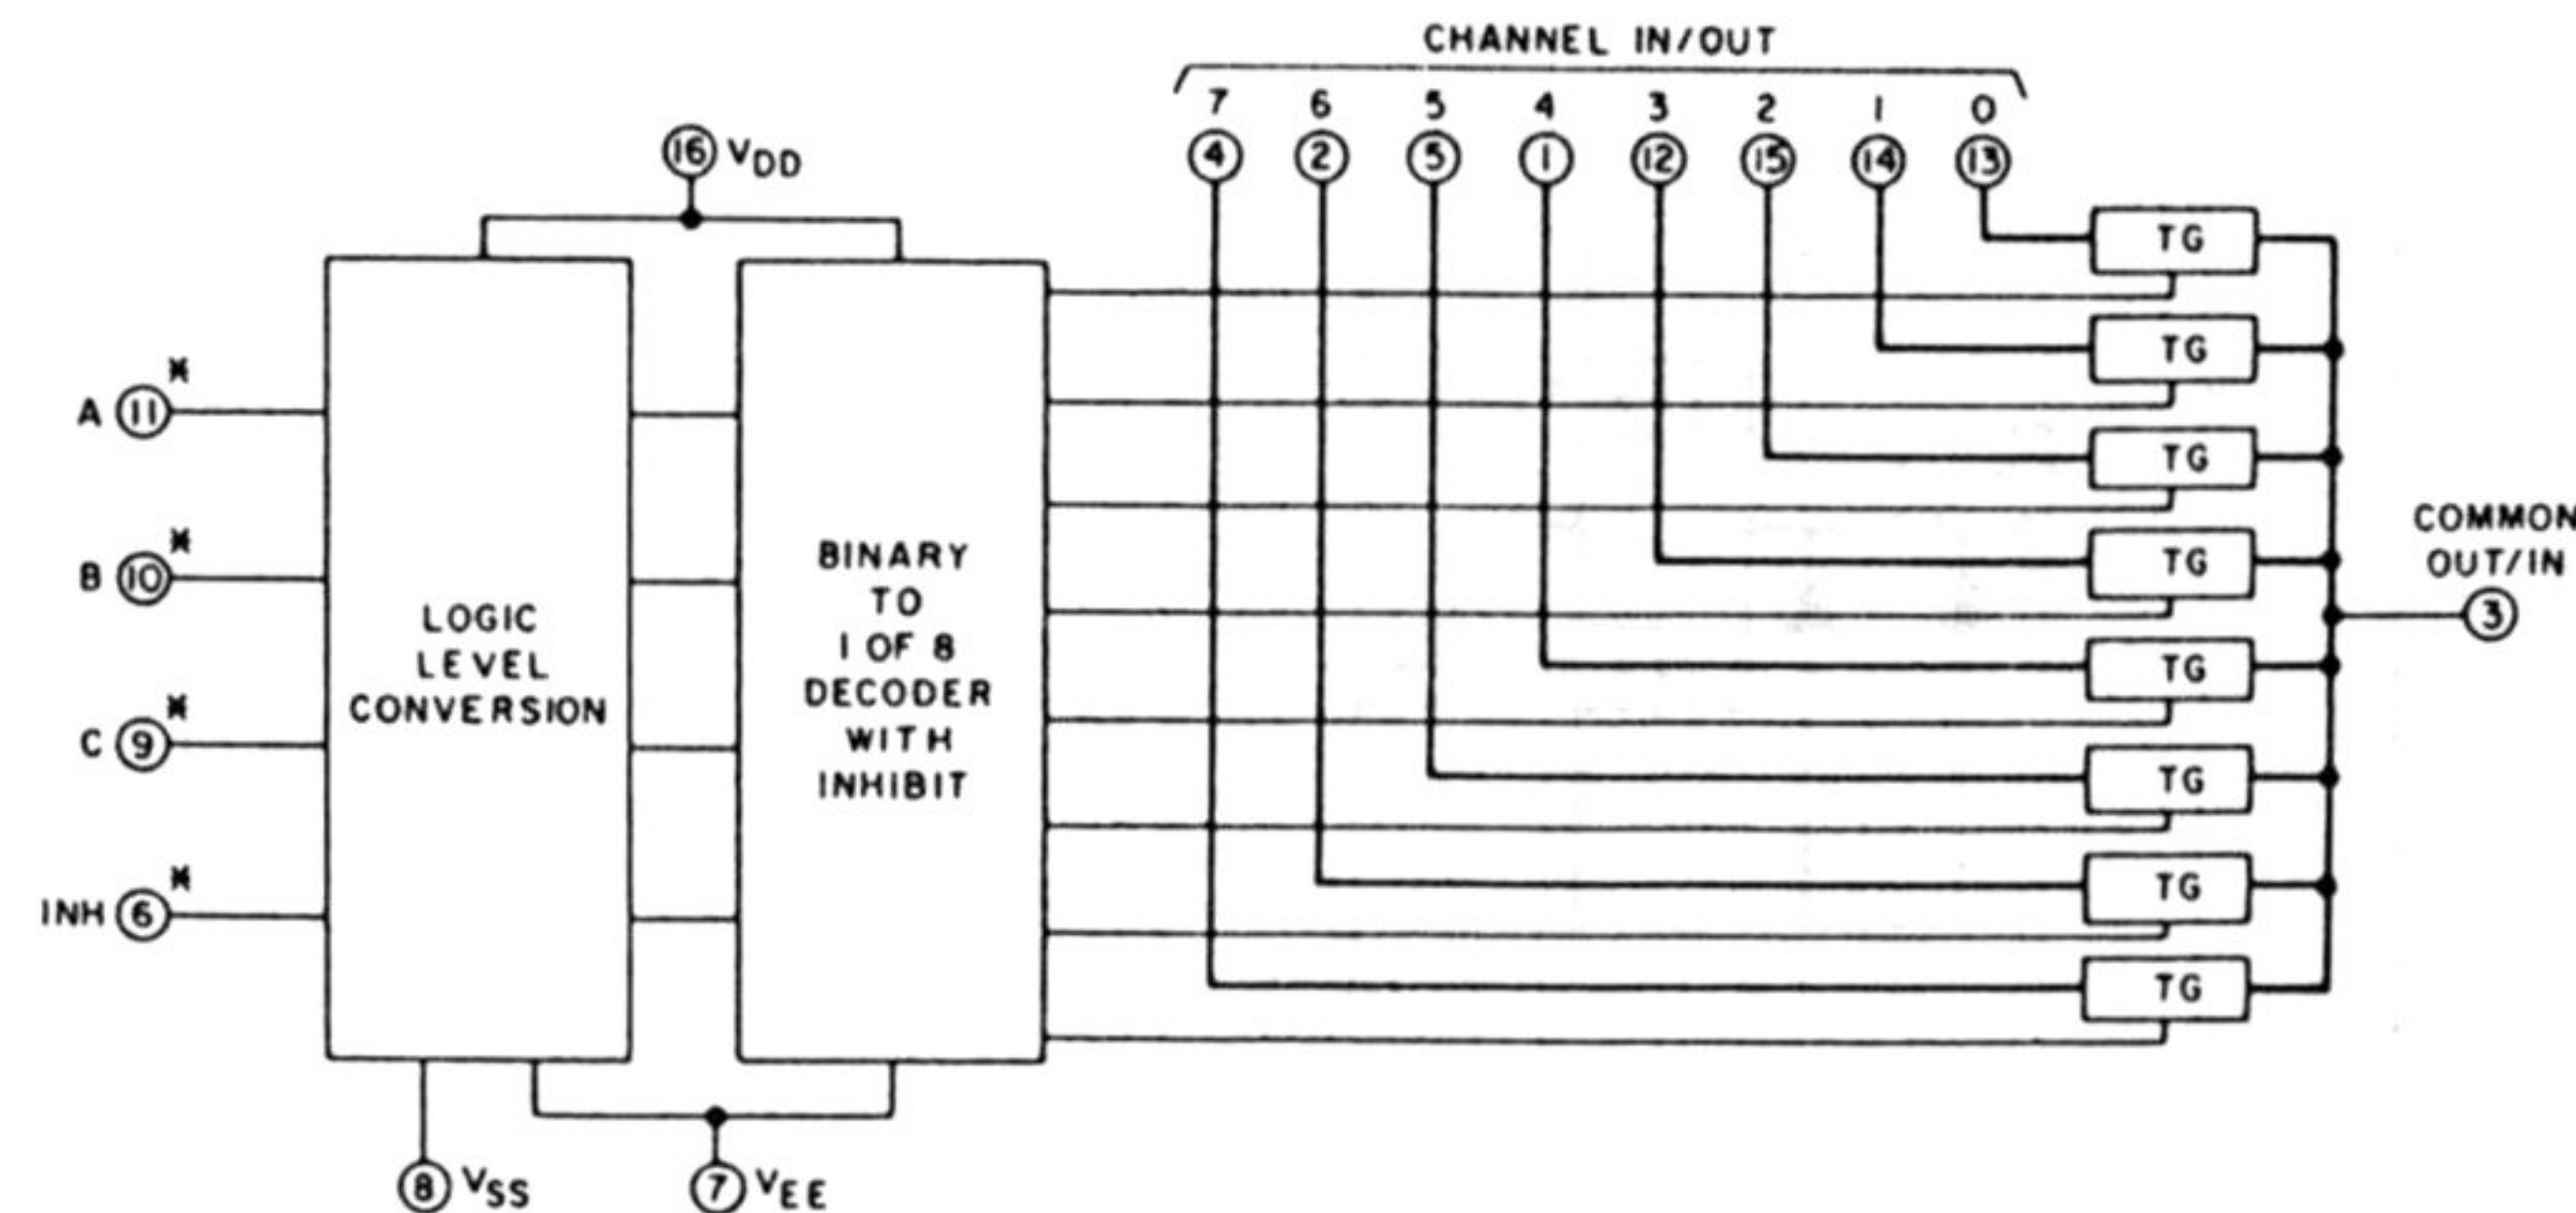 CHANNEL IN/OUT
7 6 5 4 3 2 1 0
4 2 5 1 12 15 14 13
16 VDD
TG
TG
TG
TG
TG
TG
TG
TG
A 11 *
B 10 *
C 9 *
INH 6 *
LOGIC
LEVEL
CONVERSION
BINARY
TO
1 OF 8
DECODER
WITH
INHIBIT
COMMON
OUT/IN
3
8 VSS
7 VEE